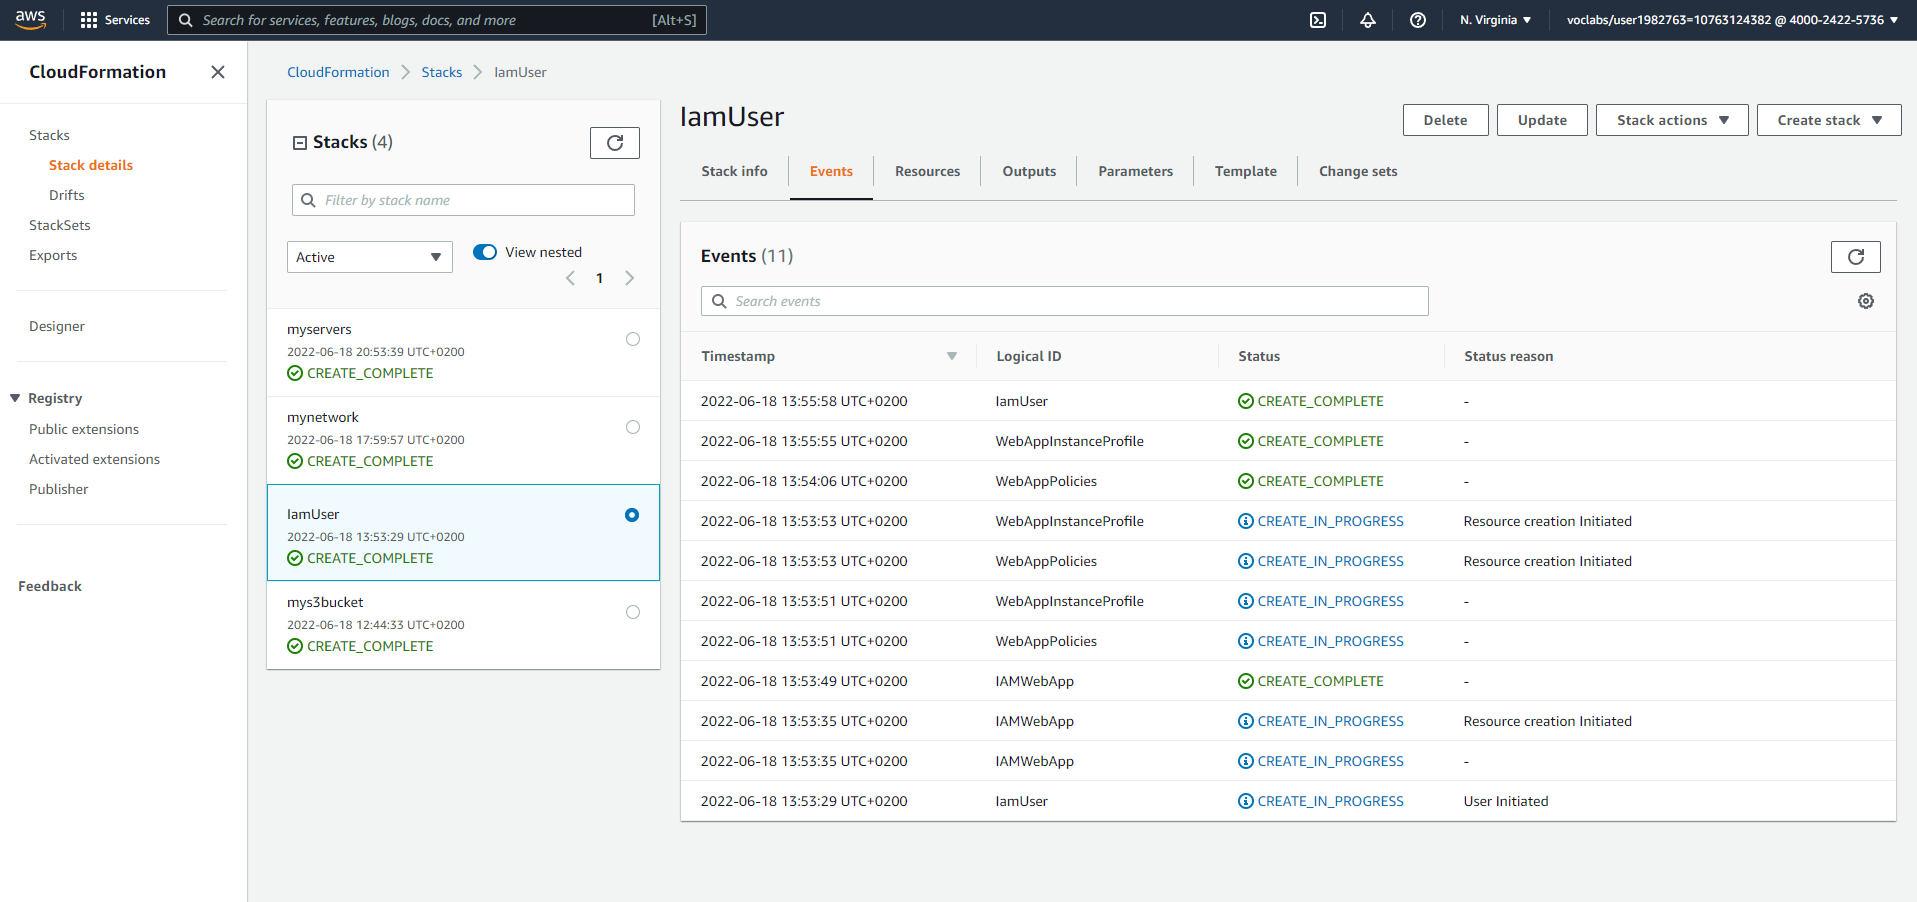 aws
Services
Search for services, features, blogs, docs, and more
[Alt+S]
N. Virginia ▼
voclabs/user1982763=10763124382 @ 4000-2422-5736 ▼
CloudFormation
Stacks
Stack details
Drifts
StackSets
Exports
Designer
Registry
Public extensions
Activated extensions
Publisher
Feedback
CloudFormation > Stacks > IamUser
Stacks (4)
Filter by stack name
Active
View nested
1
myservers
2022-06-18 20:53:39 UTC+0200
CREATE_COMPLETE
mynetwork
2022-06-18 17:59:57 UTC+0200
CREATE_COMPLETE
IamUser
2022-06-18 13:53:29 UTC+0200
CREATE_COMPLETE
mys3bucket
2022-06-18 12:44:33 UTC+0200
CREATE_COMPLETE
IamUser
Delete
Update
Stack actions
Create stack
Stack info
Events
Resources
Outputs
Parameters
Template
Change sets
Events (11)
Search events
Timestamp Logical ID Status Status reason
2022-06-18 13:55:58 UTC+0200 IamUser CREATE_COMPLETE -
2022-06-18 13:55:55 UTC+0200 WebAppInstanceProfile CREATE_COMPLETE -
2022-06-18 13:54:06 UTC+0200 WebAppPolicies CREATE_COMPLETE -
2022-06-18 13:53:53 UTC+0200 WebAppInstanceProfile CREATE_IN_PROGRESS Resource creation Initiated
2022-06-18 13:53:53 UTC+0200 WebAppPolicies CREATE_IN_PROGRESS Resource creation Initiated
2022-06-18 13:53:51 UTC+0200 WebAppInstanceProfile CREATE_IN_PROGRESS -
2022-06-18 13:53:51 UTC+0200 WebAppPolicies CREATE_IN_PROGRESS -
2022-06-18 13:53:49 UTC+0200 IAMWebApp CREATE_COMPLETE -
2022-06-18 13:53:35 UTC+0200 IAMWebApp CREATE_IN_PROGRESS Resource creation Initiated
2022-06-18 13:53:35 UTC+0200 IAMWebApp CREATE_IN_PROGRESS -
2022-06-18 13:53:29 UTC+0200 IamUser CREATE_IN_PROGRESS User Initiated